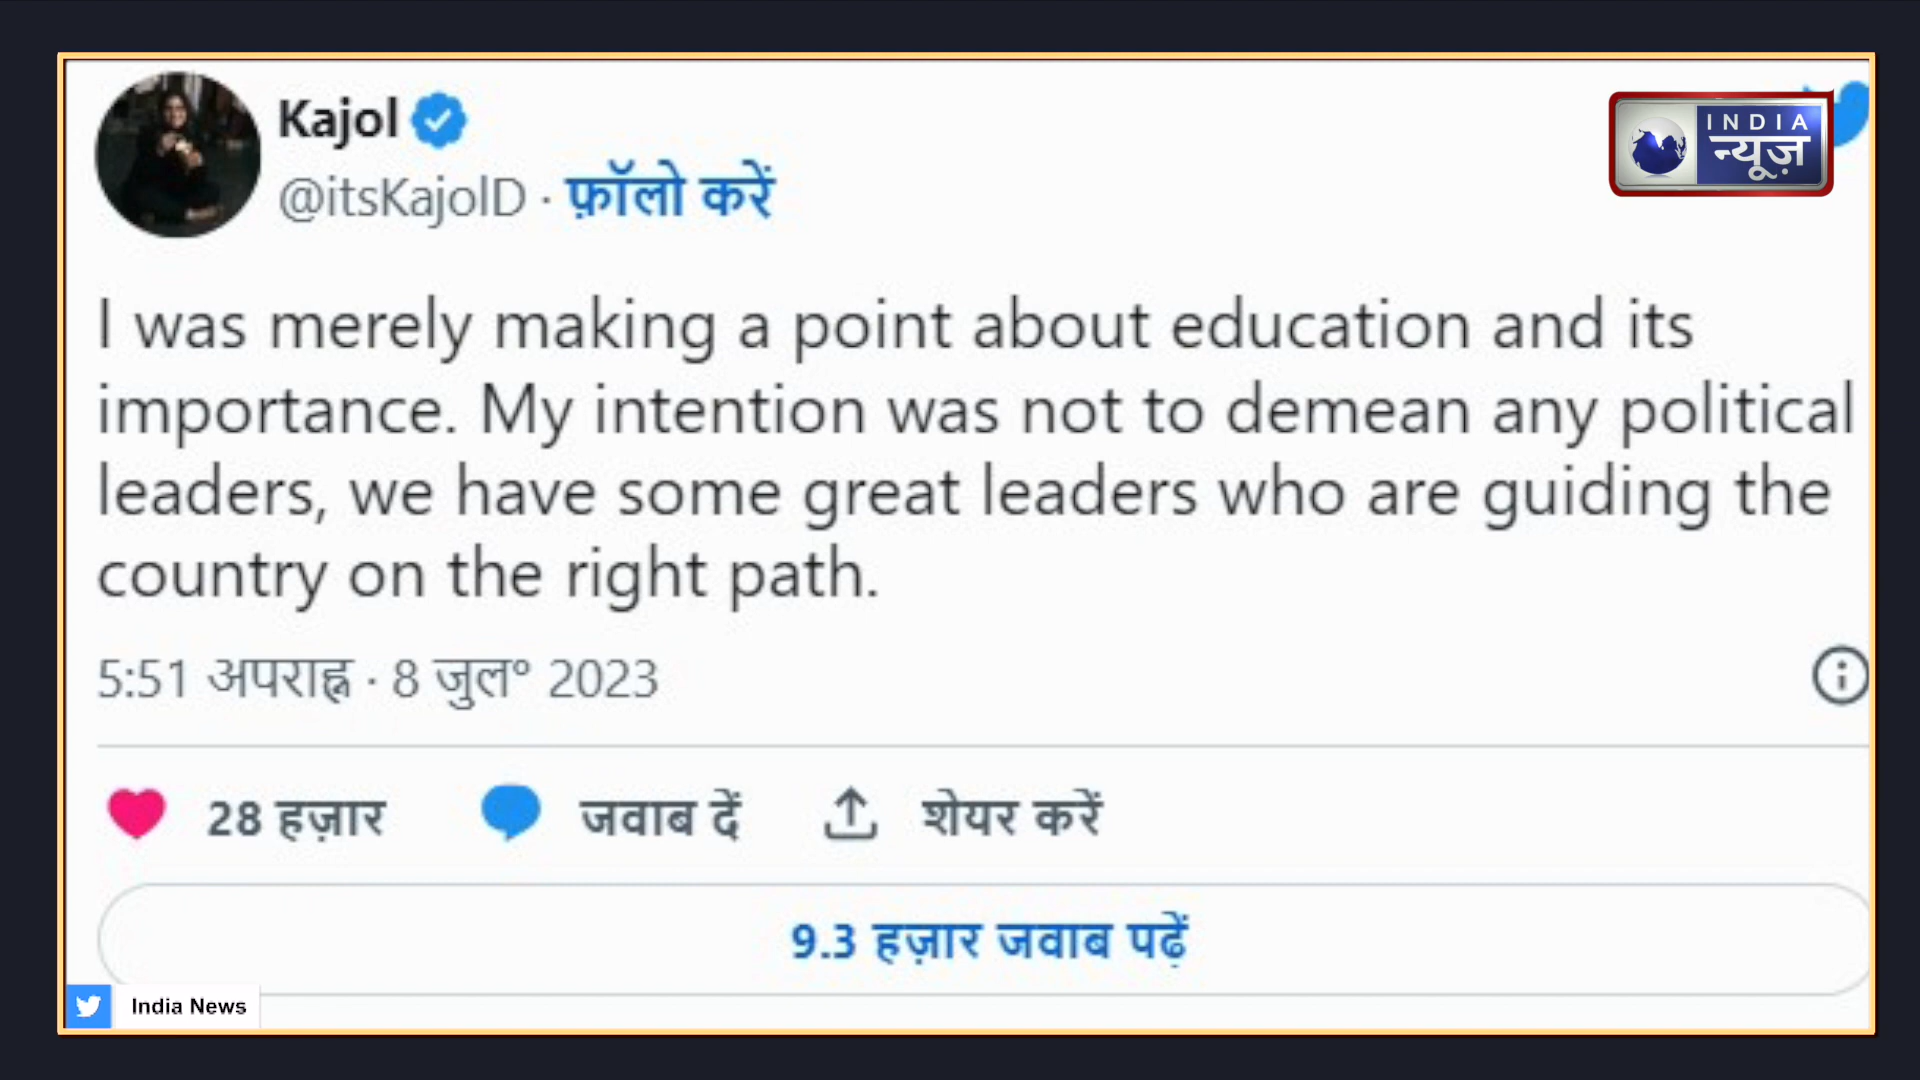 Kajol
@itsKajolD · फ़ॉलो करें
INDIA
न्यूज़
I was merely making a point about education and its
importance. My intention was not to demean any political
leaders, we have some great leaders who are guiding the
country on the right path.
5:51 अपराह्न · 8 जुल॰ 2023
28 हज़ार जवाब दें शेयर करें
9.3 हज़ार जवाब पढ़ें
India News